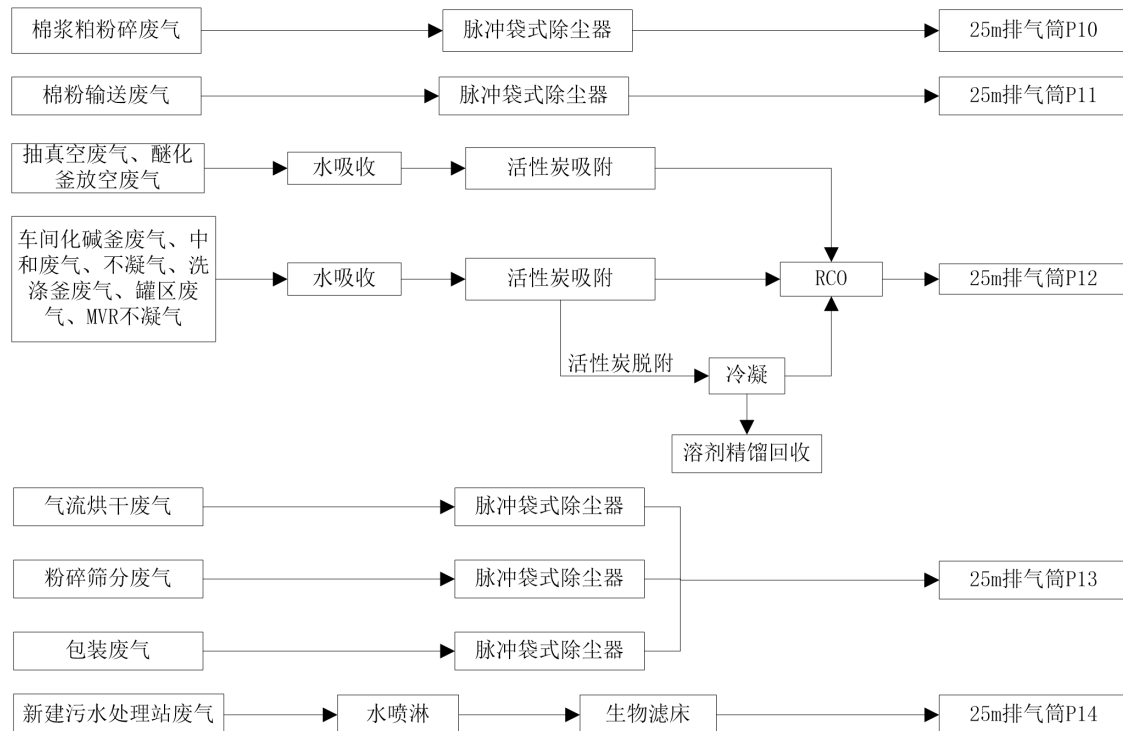 棉浆粕粉碎废气
脉冲袋式除尘器
25m排气筒P10
棉粉输送废气
脉冲袋式除尘器
25m排气筒P11
抽真空废气、醚化
釜放空废气
水吸收
活性炭吸附
车间化碱釜废气、中
和废气、不凝气、洗
涤釜废气、罐区废
气、MVR不凝气
水吸收
活性炭吸附
RCO
25m排气筒P12
活性炭脱附
冷凝
溶剂精馏回收
气流烘干废气
脉冲袋式除尘器
粉碎筛分废气
脉冲袋式除尘器
25m排气筒P13
包装废气
脉冲袋式除尘器
新建污水处理站废气
水喷淋
生物滤床
25m排气筒P14